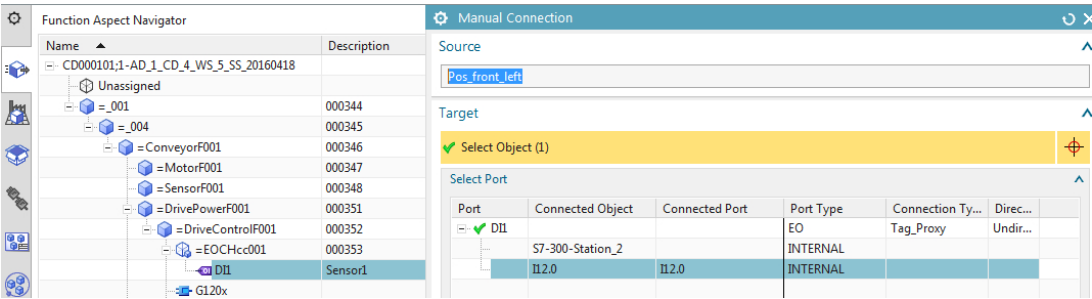 Function Aspect Navigator
Name Description
CD000101;1-AD_1_CD_4_WS_5_SS_20160418
Unassigned
=_001 000344
=_004 000345
=ConveyorF001 000346
=MotorF001 000347
=SensorF001 000348
=DrivePowerF001 000351
=DriveControlF001 000352
=EOCHcc001 000353
DI DI1 Sensor1
G120x
Manual Connection
Source
Pos_front_left
Target
Select Object (1)
Select Port
Port Connected Object Connected Port Port Type Connection Ty... Direc...
DI1 EO Tag_Proxy Undir...
S7-300-Station_2 INTERNAL
I12.0 I12.0 INTERNAL